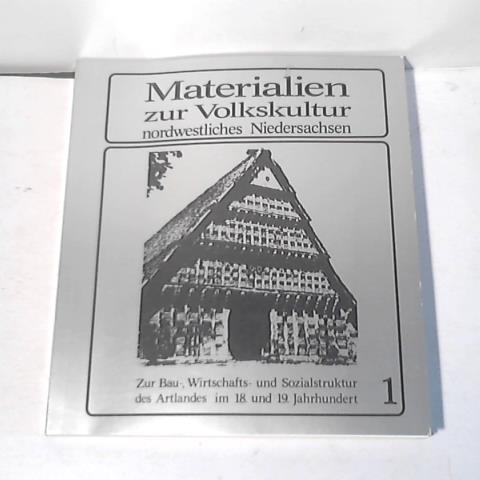 Materialien
zur Volkskultur
nordwestliches Niedersachsen
Zur Bau-, Wirtschafts- und Sozialstruktur
des Artlandes im 18. und 19. Jahrhundert 1